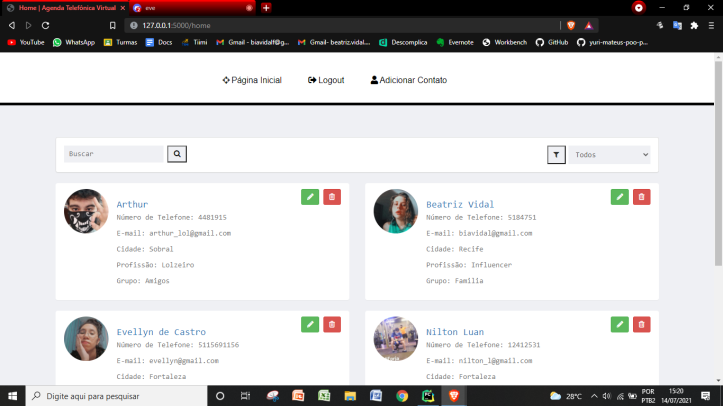 Home | Agenda Telefônica Virtual
eve
127.0.0.1:5000/home
YouTube
WhatsApp
Turmas
Docs
Tiimi
Gmail - biavidalf@g...
Gmail- beatriz.vidal....
Descomplica
Evernote
Workbench
GitHub
yuri-mateus-poo-p...
Página Inicial
Logout
Adicionar Contato
Buscar
Todos
Arthur
Número de Telefone: 4481915
E-mail: arthur_lol@gmail.com
Cidade: Sobral
Profissão: Lolzeiro
Grupo: Amigos
Beatriz Vidal
Número de Telefone: 5184751
E-mail: biavidal@gmail.com
Cidade: Recife
Profissão: Influencer
Grupo: Familia
Evellyn de Castro
Número de Telefone: 5115691156
E-mail: evellyn@gmail.com
Cidade: Fortaleza
Nilton Luan
Número de Telefone: 12412531
E-mail: nilton_l@gmail.com
Cidade: Fortaleza
Digite aqui para pesquisar
28°C
POR
PTB2
15:20
14/07/2021